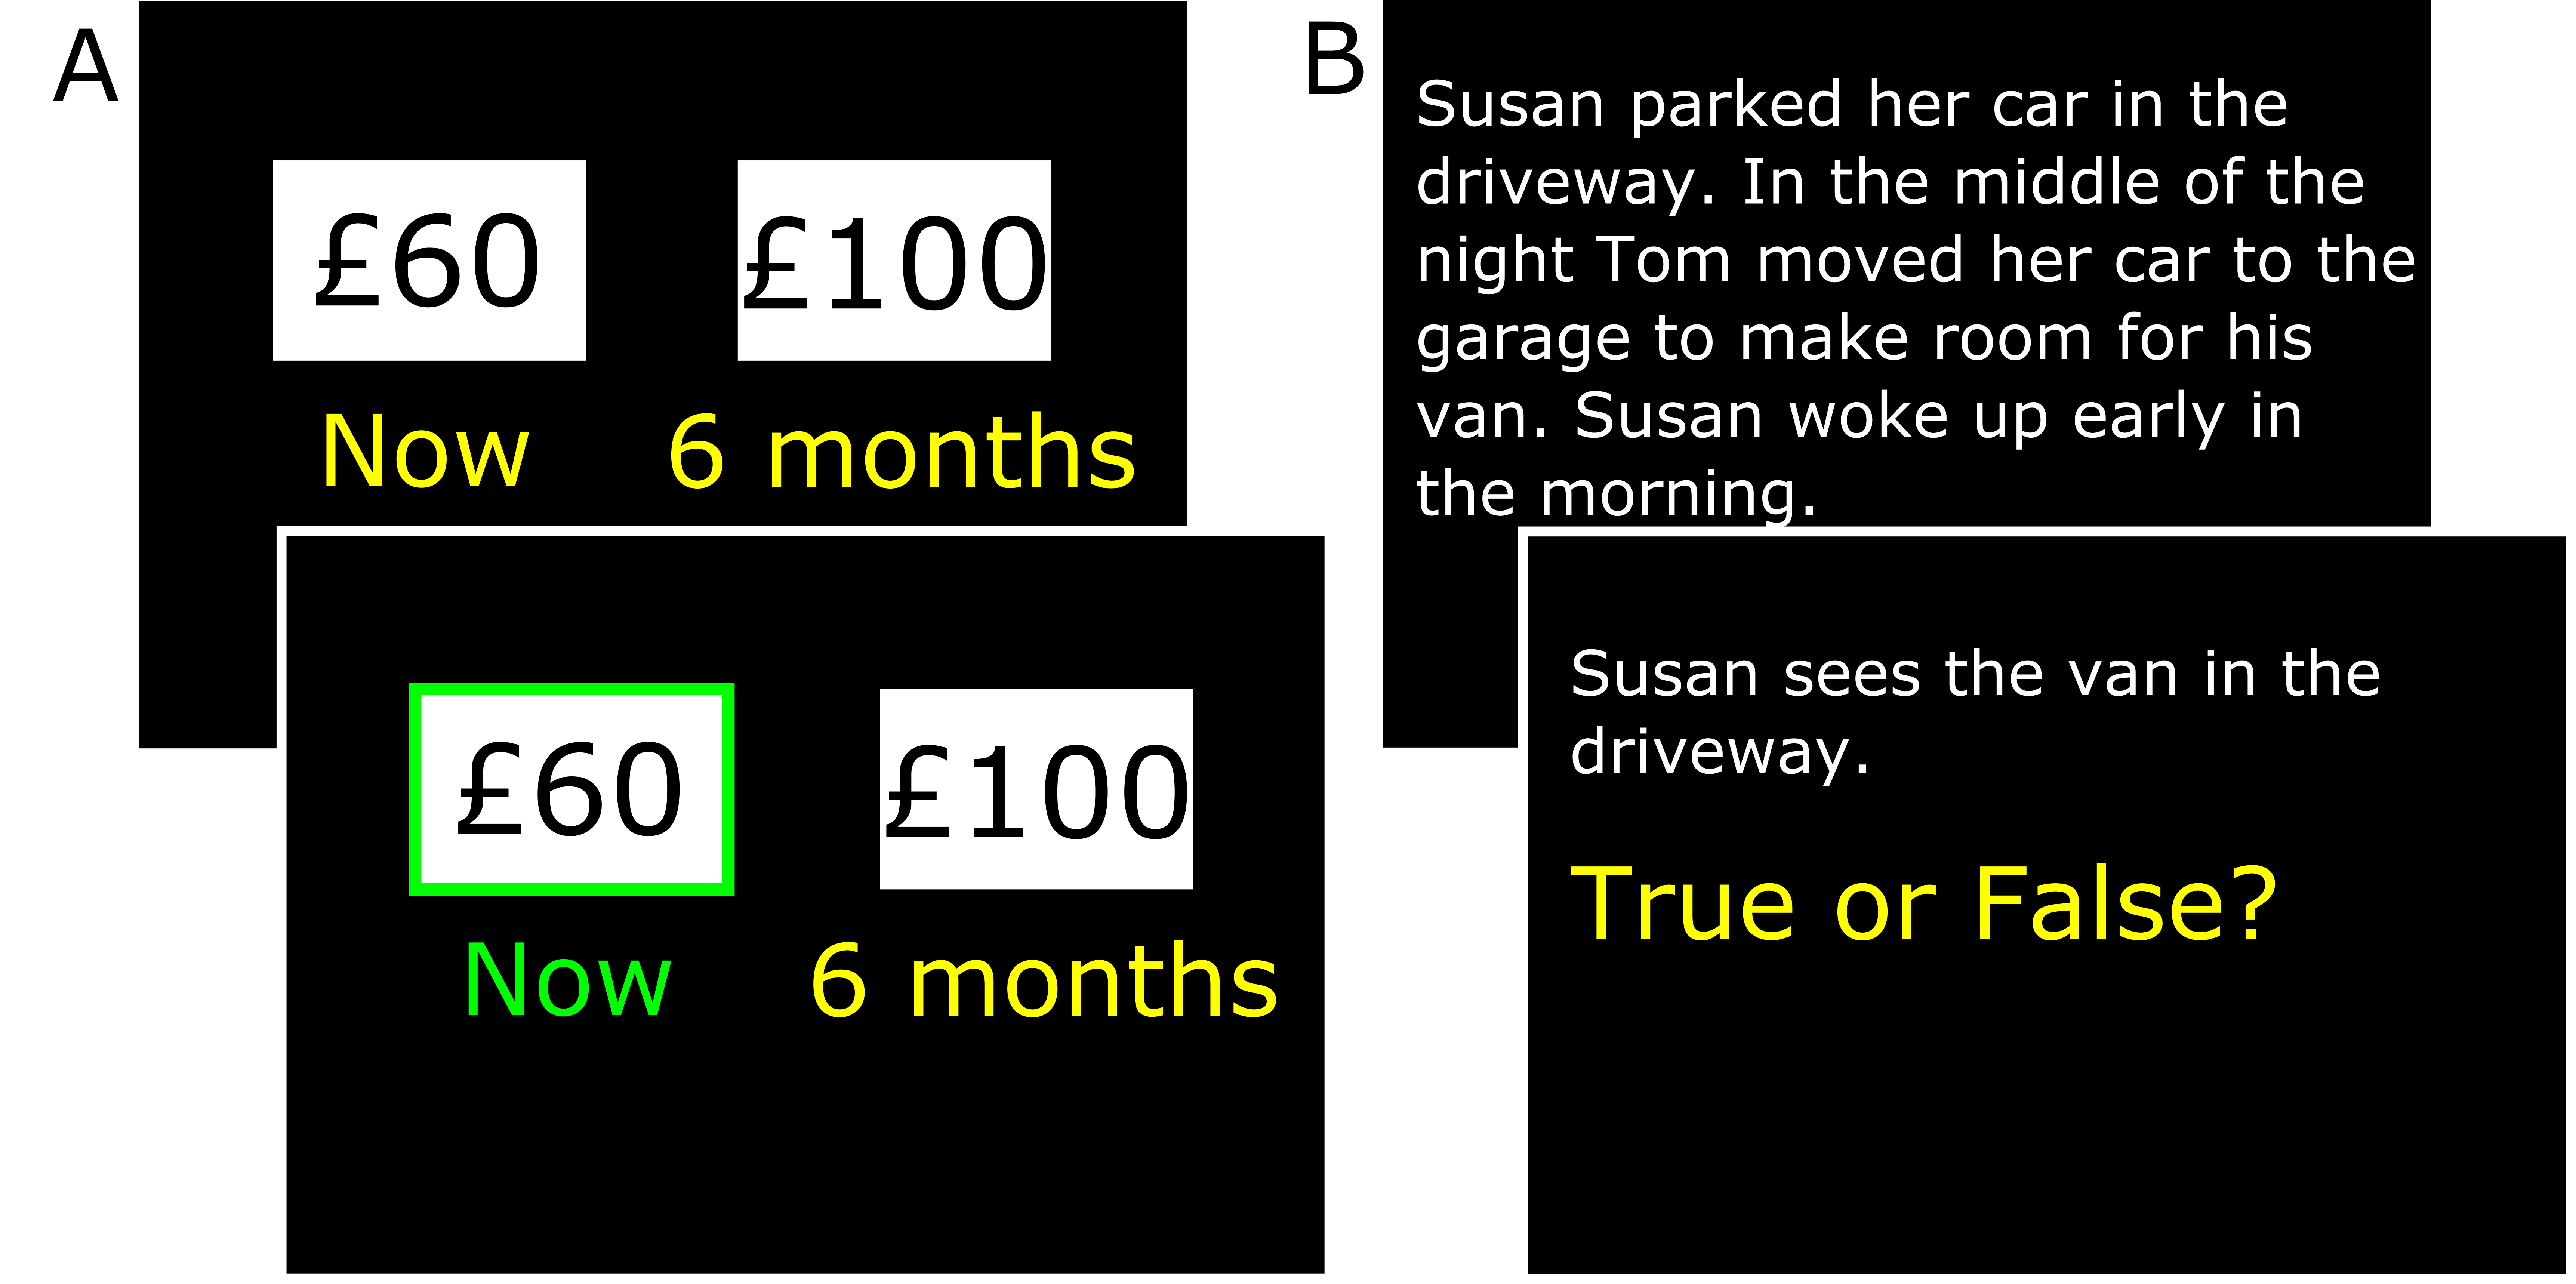 A
£60 £100
Now 6 months
£60 £100
Now 6 months
B
Susan parked her car in the
driveway. In the middle of the
night Tom moved her car to the
garage to make room for his
van. Susan woke up early in
the morning.
Susan sees the van in the
driveway.
True or False?